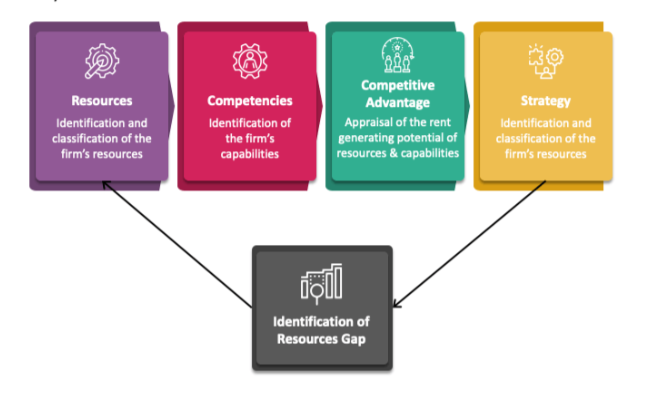 Resources
Identification and
classification of the
firm's resources
Competencies
Identification of
the firm's
capabilities
Competitive
Advantage
Appraisal of the rent
generating potential of
resources & capabilities
Strategy
Identification and
classification of the
firm's resources
Identification of
Resources Gap